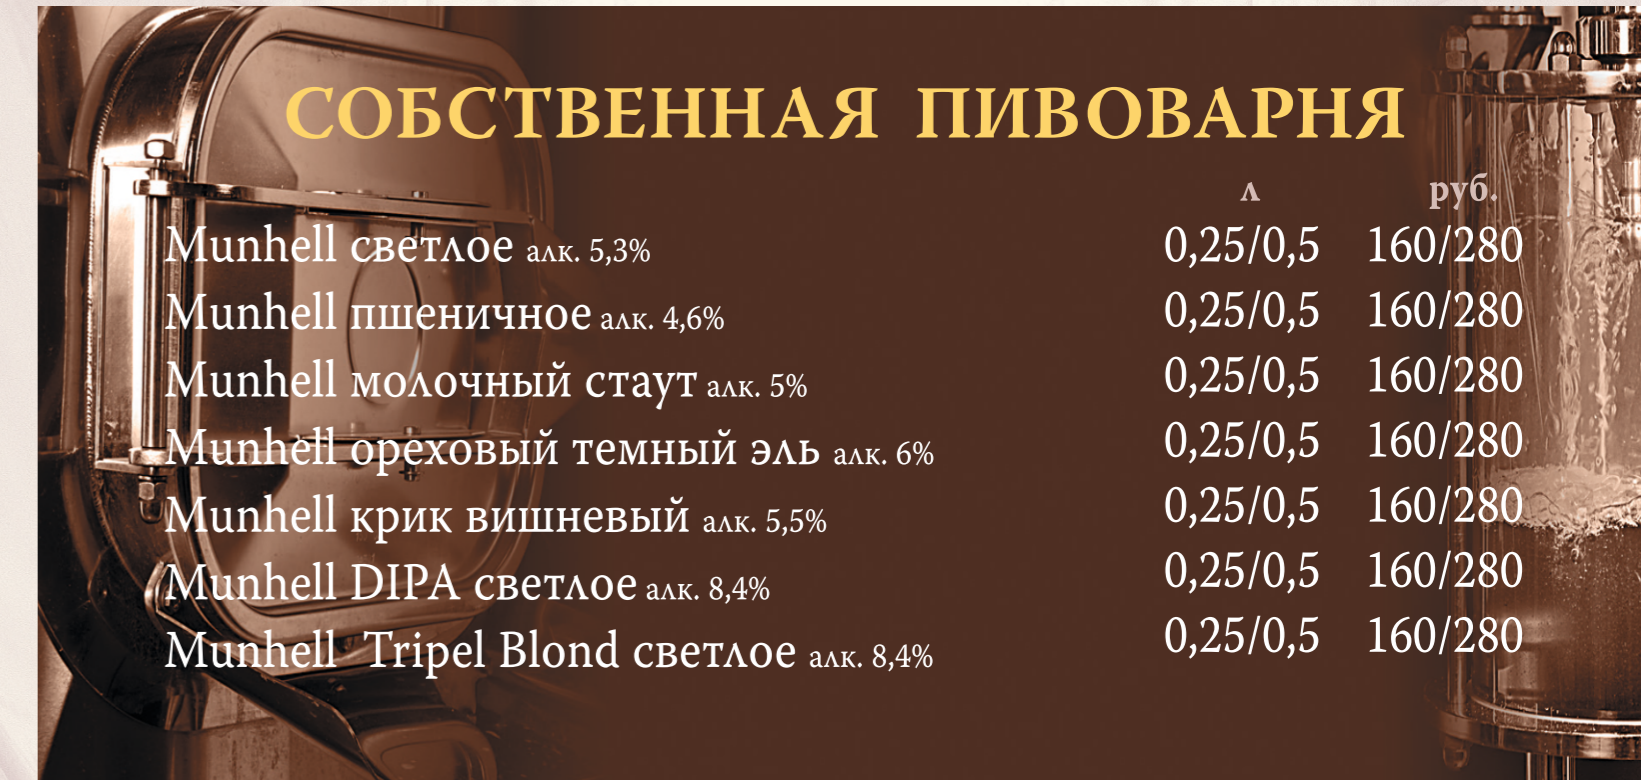 СОБСТВЕННАЯ ПИВОВАРНЯ
л руб.
Munhell светлое алк. 5,3% 0,25/0,5 160/280
Munhell пшеничное алк. 4,6% 0,25/0,5 160/280
Munhell молочный стаут алк. 5% 0,25/0,5 160/280
Munhell ореховый темный эль алк. 6% 0,25/0,5 160/280
Munhell крик вишневый алк. 5,5% 0,25/0,5 160/280
Munhell DIPA светлое алк. 8,4% 0,25/0,5 160/280
Munhell Tripel Blond светлое алк. 8,4% 0,25/0,5 160/280